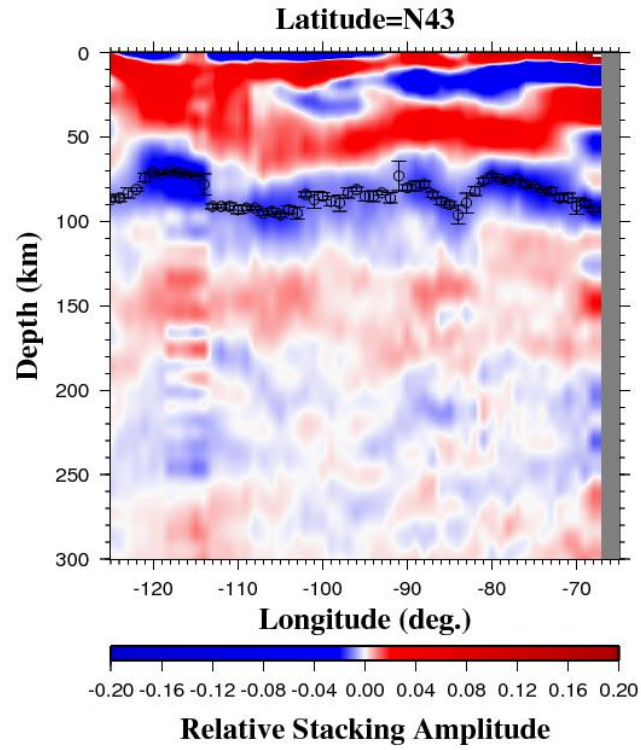 Latitude=N43
0
50
100
150
200
250
300
Depth (km)
-120 -110 -100 -90 -80 -70
Longitude (deg.)
-0.20 -0.16 -0.12 -0.08 -0.04 0.00 0.04 0.08 0.12 0.16 0.20
Relative Stacking Amplitude